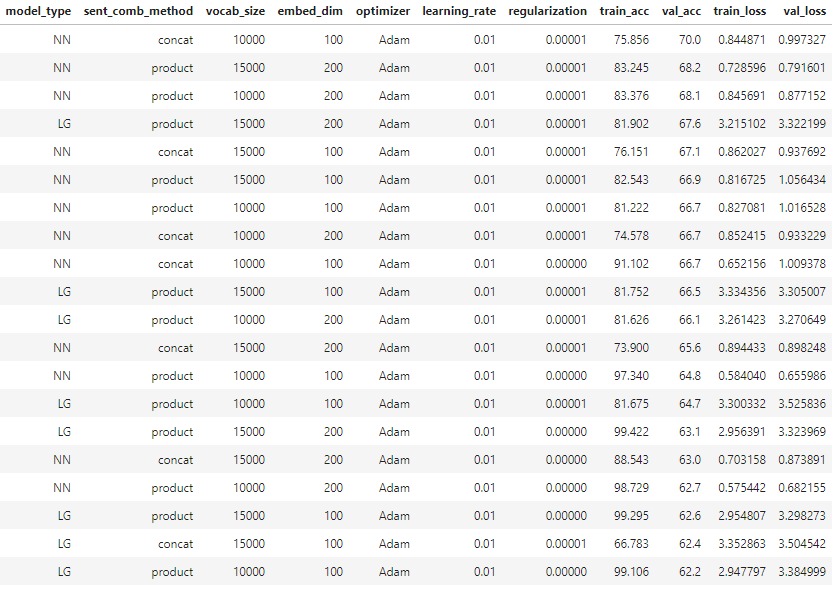 model_type sent_comb_method vocab_size embed_dim optimizer learning_rate regularization train_acc val_acc train_loss val_loss
NN concat 10000 100 Adam 0.01 0.00001 75.856 70.0 0.844871 0.997327
NN product 15000 200 Adam 0.01 0.00001 83.245 68.2 0.728596 0.791601
NN product 10000 200 Adam 0.01 0.00001 83.376 68.1 0.845691 0.877152
LG product 15000 200 Adam 0.01 0.00001 81.902 67.6 3.215102 3.322199
NN concat 15000 100 Adam 0.01 0.00001 76.151 67.1 0.862027 0.937692
NN product 15000 100 Adam 0.01 0.00001 82.543 66.9 0.816725 1.056434
NN product 10000 100 Adam 0.01 0.00001 81.222 66.7 0.827081 1.016528
NN concat 10000 200 Adam 0.01 0.00001 74.578 66.7 0.852415 0.933229
NN concat 10000 100 Adam 0.01 0.00000 91.102 66.7 0.652156 1.009378
LG product 15000 100 Adam 0.01 0.00001 81.752 66.5 3.334356 3.305007
LG product 10000 200 Adam 0.01 0.00001 81.626 66.1 3.261423 3.270649
NN concat 15000 200 Adam 0.01 0.00001 73.900 65.6 0.894433 0.898248
NN product 10000 100 Adam 0.01 0.00000 97.340 64.8 0.584040 0.655986
LG product 10000 100 Adam 0.01 0.00001 81.675 64.7 3.300332 3.525836
LG product 15000 200 Adam 0.01 0.00000 99.422 63.1 2.956391 3.323969
NN concat 15000 200 Adam 0.01 0.00000 88.543 63.0 0.703158 0.873891
NN product 10000 200 Adam 0.01 0.00000 98.729 62.7 0.575442 0.682155
LG product 15000 100 Adam 0.01 0.00000 99.295 62.6 2.954807 3.298273
LG concat 15000 100 Adam 0.01 0.00001 66.783 62.4 3.352863 3.504542
LG product 10000 100 Adam 0.01 0.00000 99.106 62.2 2.947797 3.384999